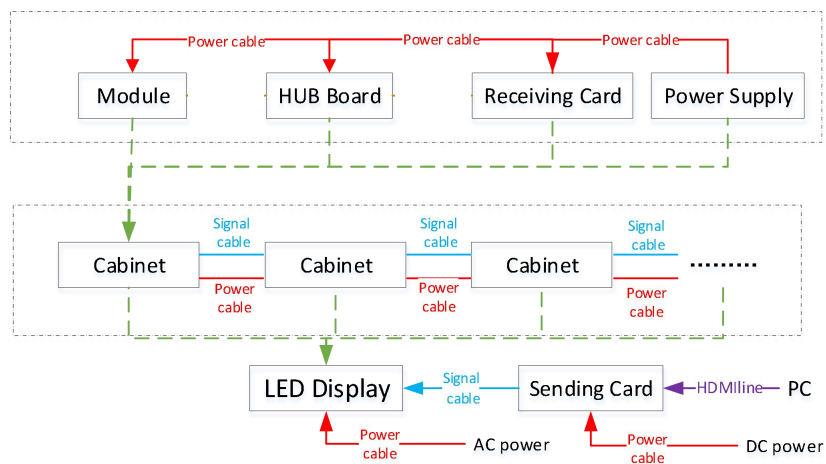 Power cable
Power cable
Power cable
Module
HUB Board
Receiving Card
Power Supply
Signal
cable
Signal
cable
Signal
cable
Cabinet
Cabinet
Cabinet
.........
Power
cable
Power
cable
Power
cable
LED Display
Signal
cable
Sending Card
HDMIline
PC
Power
cable
AC power
Power
cable
DC power